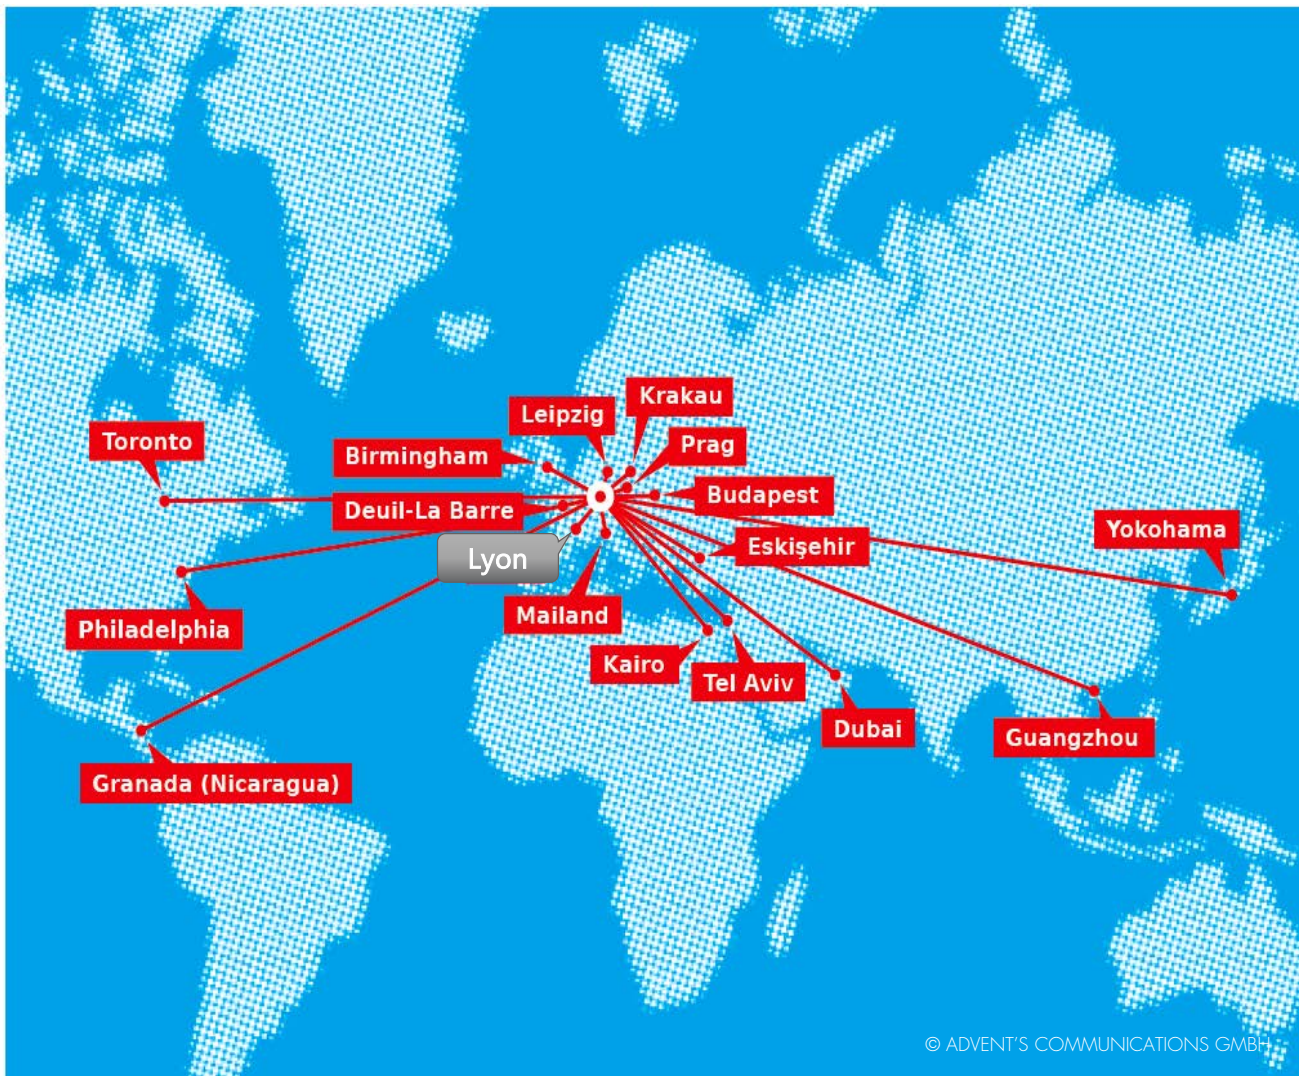 Krakau
Leipzig
Toronto
Prag
Birmingham
Budapest
Deuil-La Barre
Yokohama
Eskişehir
Lyon
Mailand
Philadelphia
Kairo
Tel Aviv
Dubai
Guangzhou
Granada (Nicaragua)
© ADVENT'S COMMUNICATIONS GMBH